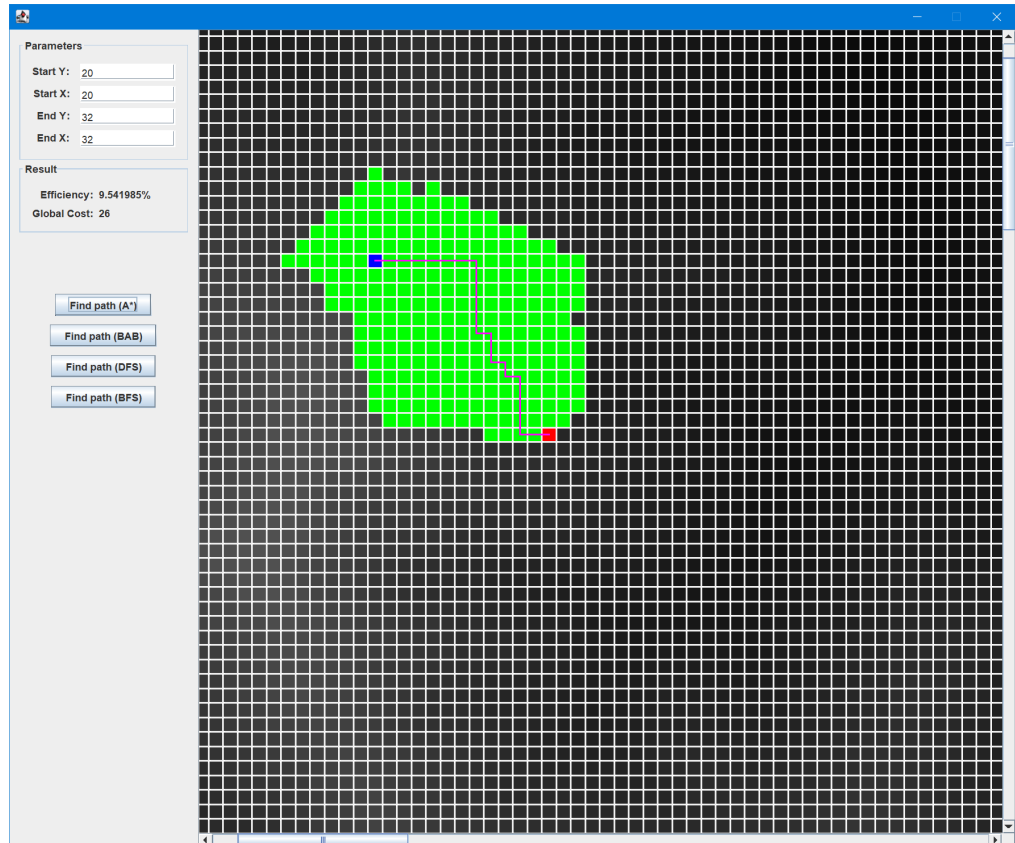 Parameters
Start Y: 20
Start X: 20
End Y: 32
End X: 32
Result
Efficiency: 9.541985%
Global Cost: 26
Find path (A*)
Find path (BAB)
Find path (DFS)
Find path (BFS)